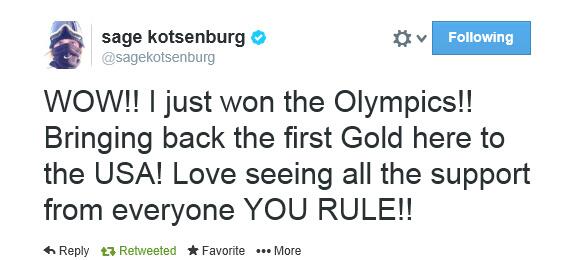 sage kotsenburg
@sagekotsenburg
Following
WOW!! I just won the Olympics!!
Bringing back the first Gold here to
the USA! Love seeing all the support
from everyone YOU RULE!!
Reply Retweeted Favorite More